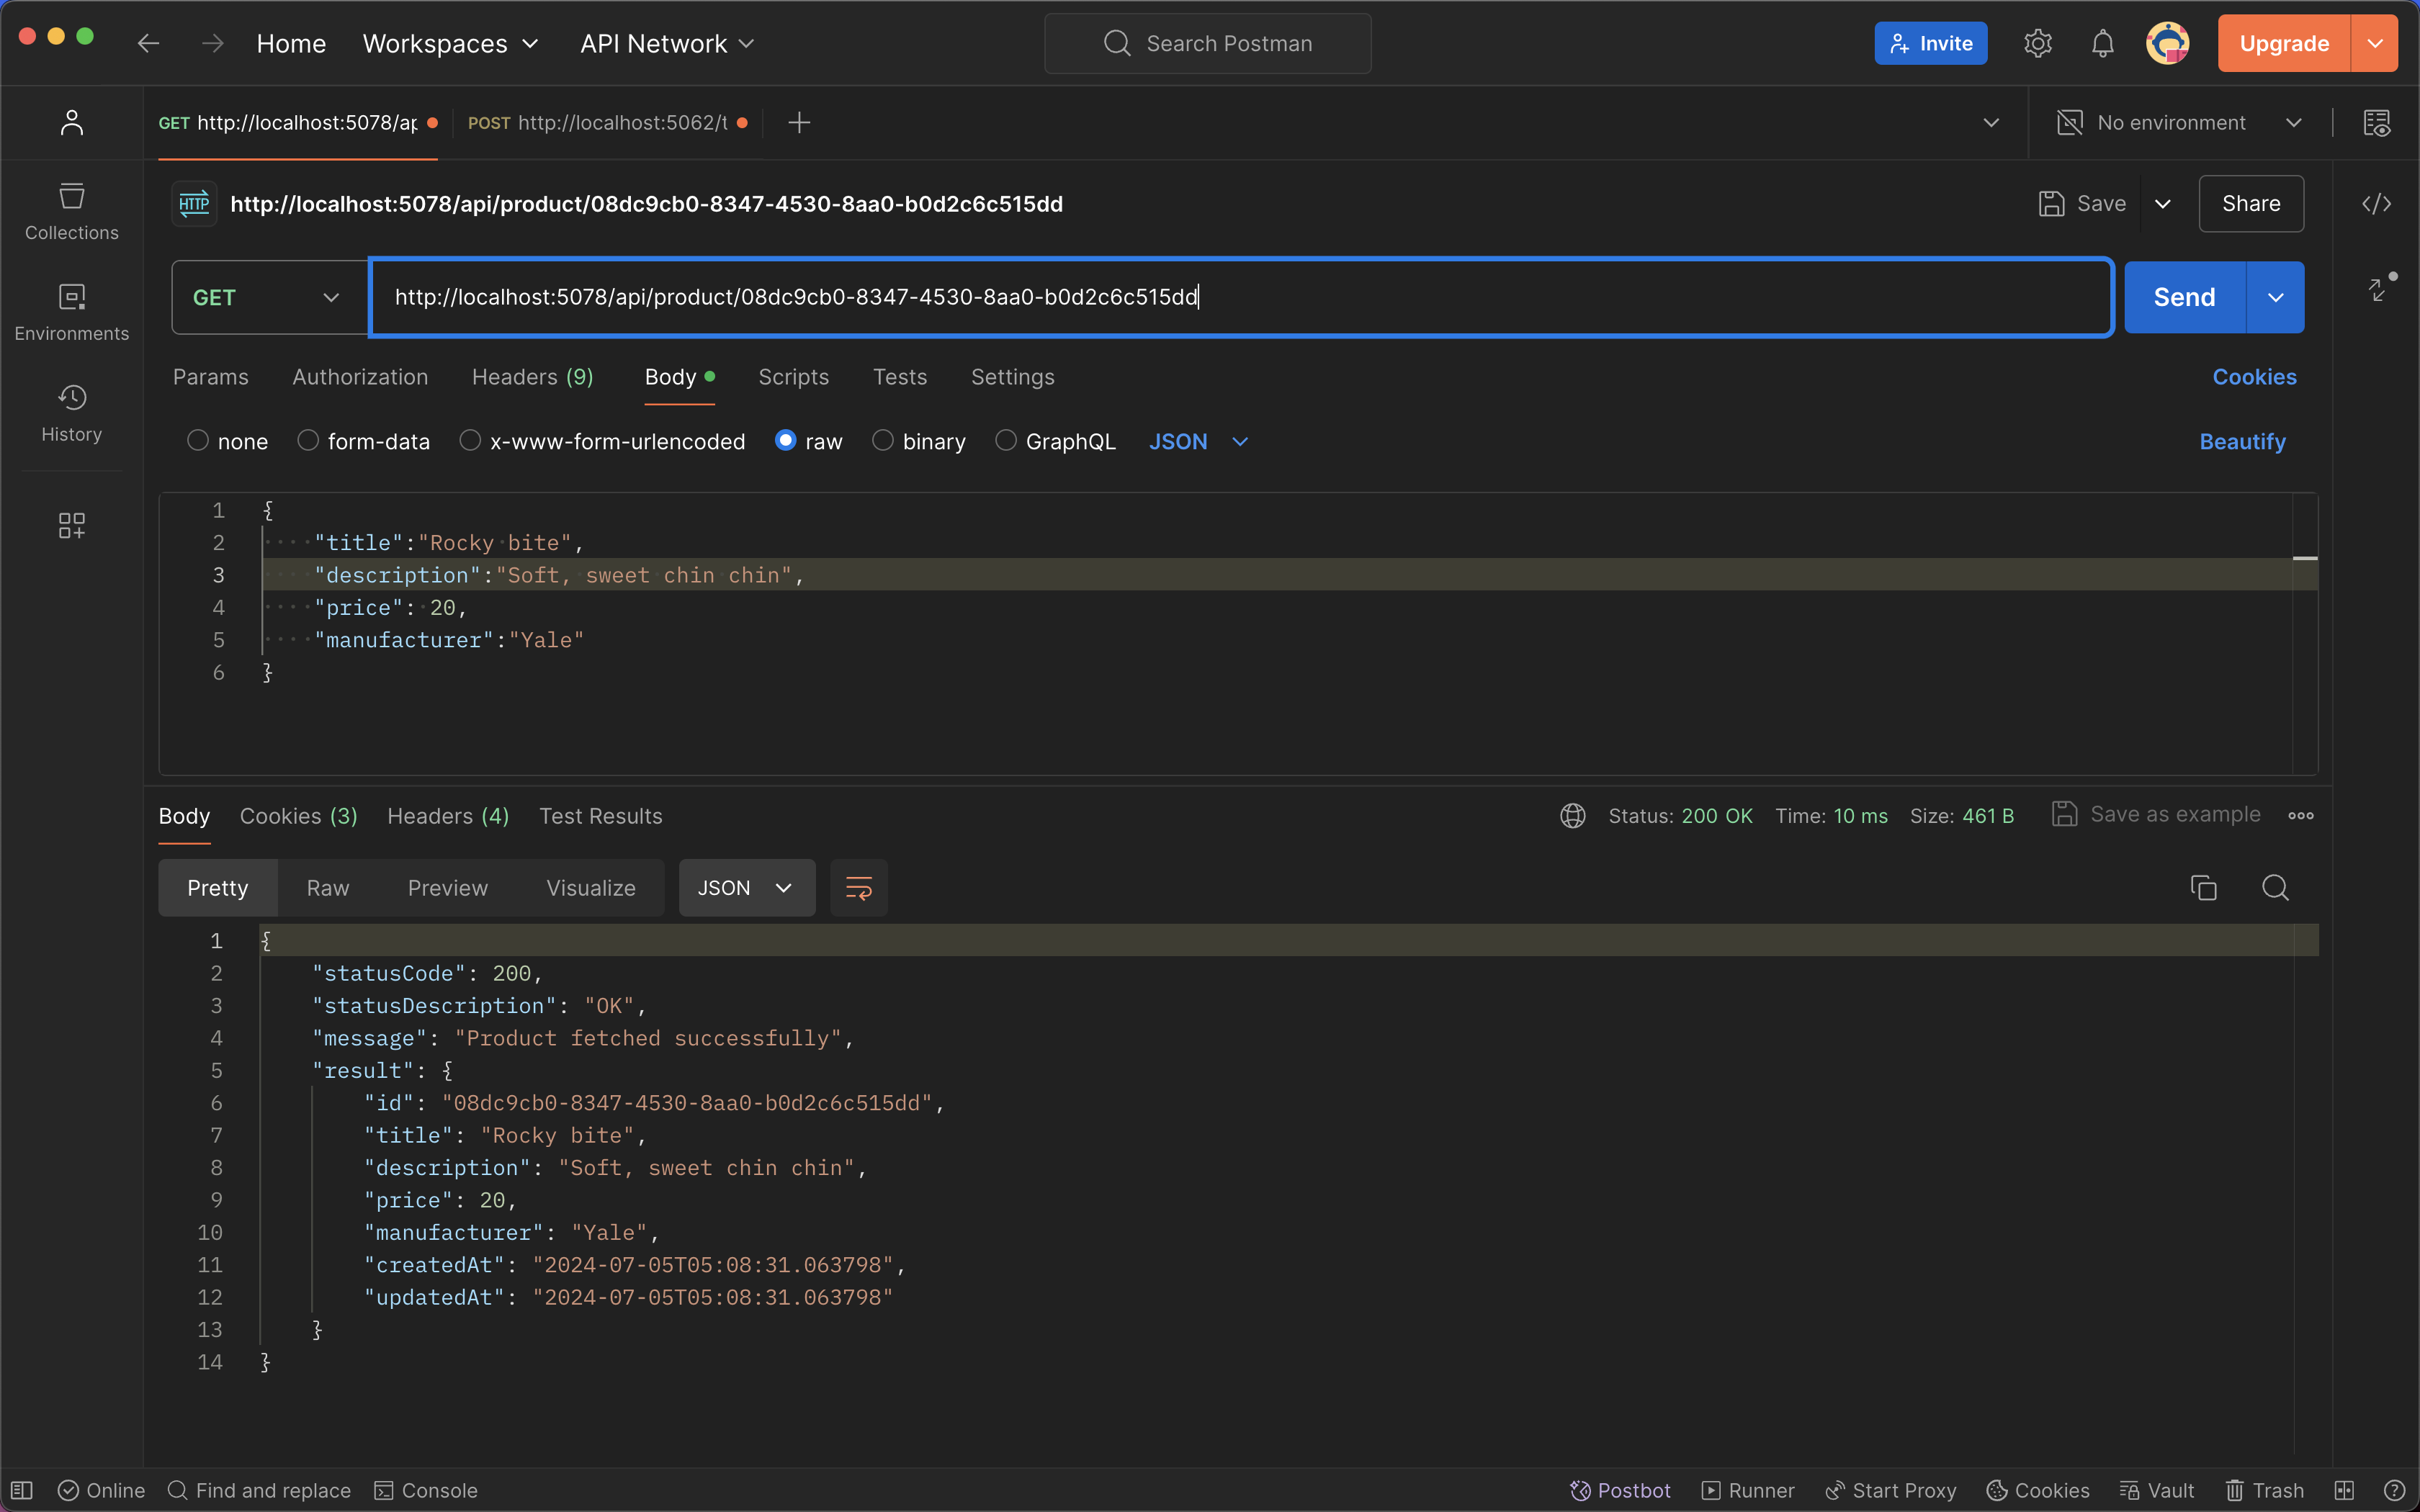 Home Workspaces API Network Search Postman Invite Upgrade
GET http://localhost:5078/ap POST http://localhost:5062/t No environment
HTTP http://localhost:5078/api/product/08dc9cb0-8347-4530-8aa0-b0d2c6c515dd Save Share
Collections
GET http://localhost:5078/api/product/08dc9cb0-8347-4530-8aa0-b0d2c6c515dd Send
Environments
Params Authorization Headers (9) Body Scripts Tests Settings Cookies
History
none form-data x-www-form-urlencoded raw binary GraphQL JSON Beautify
1 {
2 "title":"Rocky bite",
3 "description":"Soft, sweet chin chin",
4 "price": 20,
5 "manufacturer":"Yale"
6 }
Body Cookies (3) Headers (4) Test Results Status: 200 OK Time: 10 ms Size: 461 B Save as example
Pretty Raw Preview Visualize JSON
1 {
2 "statusCode": 200,
3 "statusDescription": "OK",
4 "message": "Product fetched successfully",
5 "result": {
6 "id": "08dc9cb0-8347-4530-8aa0-b0d2c6c515dd",
7 "title": "Rocky bite",
8 "description": "Soft, sweet chin chin",
9 "price": 20,
10 "manufacturer": "Yale",
11 "createdAt": "2024-07-05T05:08:31.063798",
12 "updatedAt": "2024-07-05T05:08:31.063798"
13 }
14 }
Online Find and replace Console Postbot Runner Start Proxy Cookies Vault Trash